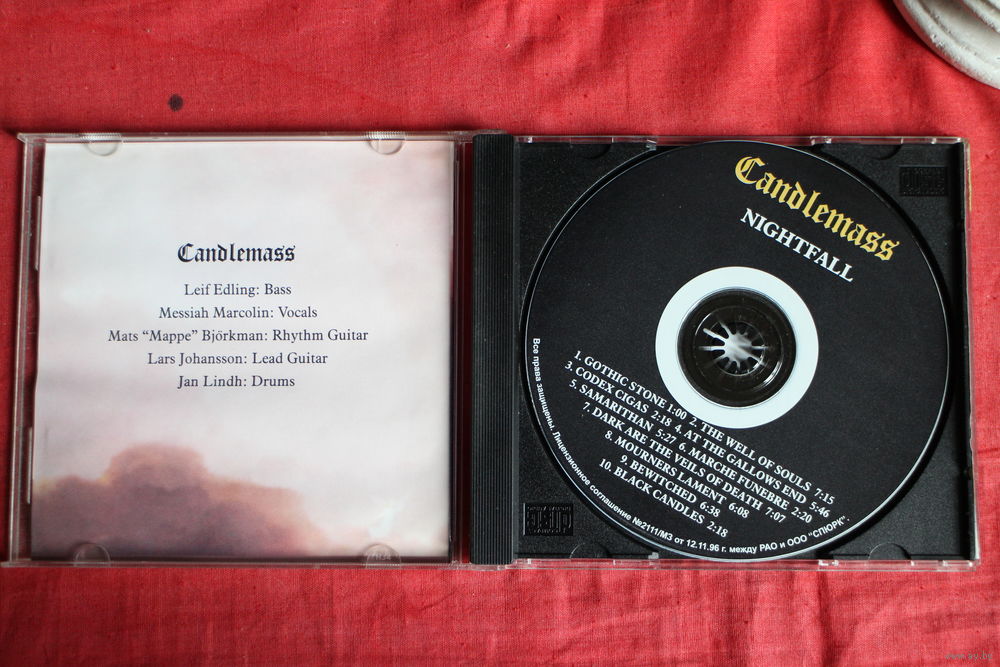 Candlemass
Leif Edling: Bass
Messiah Marcolin: Vocals
Mats “Mappe” Björkman: Rhythm Guitar
Lars Johansson: Lead Guitar
Jan Lindh: Drums
Candlemass
NIGHTFALL
1. GOTHIC STONE 1:00 2. THE WELL OF SOULS 7:15
3. CODEX CIGAS 2:18 4. AT THE GALLOWS END 5:46
5. SAMARITHAN 5:27 6. MARCHE FUNEBRE 2:20
7. DARK ARE THE VEILS OF DEATH 7:07
8. MOURNERS LAMENT 6:08
9. BEWITCHED 6:38
10. BLACK CANDLES 2:18
Все права защищены. Лицензионное соглашение №2111/МЗ от 12.11.96 г. между РАО и ООО "СПЮРК".
disc